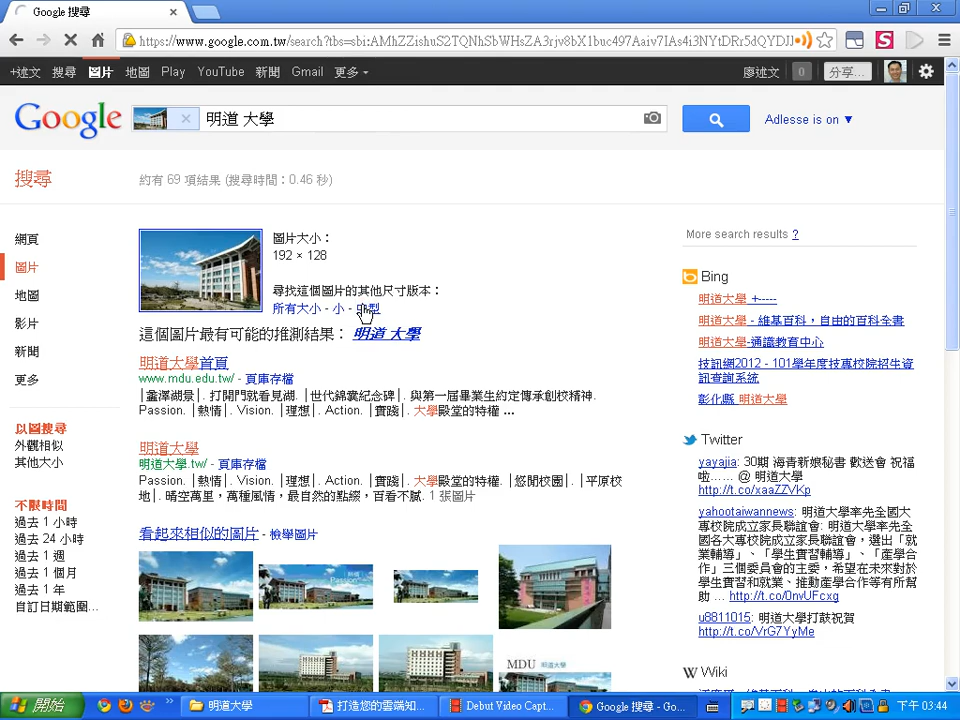 Google 搜尋
https://www.google.com.tw/search?tbs=sbi:AMhZZishuS2TQNhSbWHsZA3rjv8bX1buc497Aaiv7IAs4i3NYtDRr5dQYDJJ
+述文 搜尋 圖片 地圖 Play YouTube 新聞 Gmail 更多
廖述文 0 分享...
Google
明道 大學
Adlesse is on ▼
搜尋
約有 69 項結果 (搜尋時間:0.46 秒)
網頁
圖片
地圖
影片
新聞
更多
以圖搜尋
外觀相似
其他大小
不限時間
過去 1 小時
過去 24 小時
過去 1 週
過去 1 個月
過去 1 年
自訂日期範圍...
圖片大小:
192 × 128
尋找這個圖片的其他尺寸版本:
所有大小 - 小 - 中型
這個圖片最有可能的推測結果: 明道 大學
明道大學首頁
www.mdu.edu.tw/ - 頁庫存檔
|蠡澤湖景|. 打開門就看見湖. |世代錦囊紀念碑|. 與第一屆畢業生約定傳承創校精神.
Passion. |熱情|. Vision. |理想|. Action. |實踐|. 大學殿堂的特權 ...
明道大學
明道大學.tw/ - 頁庫存檔
Passion. |熱情|. Vision. |理想|. Action. |實踐|. 大學殿堂的特權. |悠閒校園|. |平原校
地|. 晴空萬里，萬種風情，最自然的點綴，百看不膩. 1 張圖片
看起來相似的圖片 - 檢舉圖片
Passion
MDU 明道大學
More search results ?
Bing
明道大學 +-----
明道大學 - 維基百科，自由的百科全書
明道大學-通識教育中心
技訊網2012 - 101學年度技專校院招生資
訊查詢系統
彰化縣 明道大學
Twitter
yayajia: 30期 海青新娘秘書 歡送會 祝福
啦...... @ 明道大學
http://t.co/xaaZZVKp
yahootaiwannews: 明道大學率先全國大
專校院成立家長聯誼會: 明道大學率先全
國各大專校院成立家長聯誼會，選出「就
業輔導」、「學生實習輔導」、「產學合
作」三個委員會的主委，希望在未來對於
學生實習和就業、推動產學合作等有所幫
助 ... http://t.co/0nvUFcxg
u8811015: 明道大學打鼓祝賀
http://t.co/VrG7YyMe
Wiki
開始
明道大學
打造您的雲端知...
Debut Video Capt...
Google 搜尋 - Go...
下午 03:44